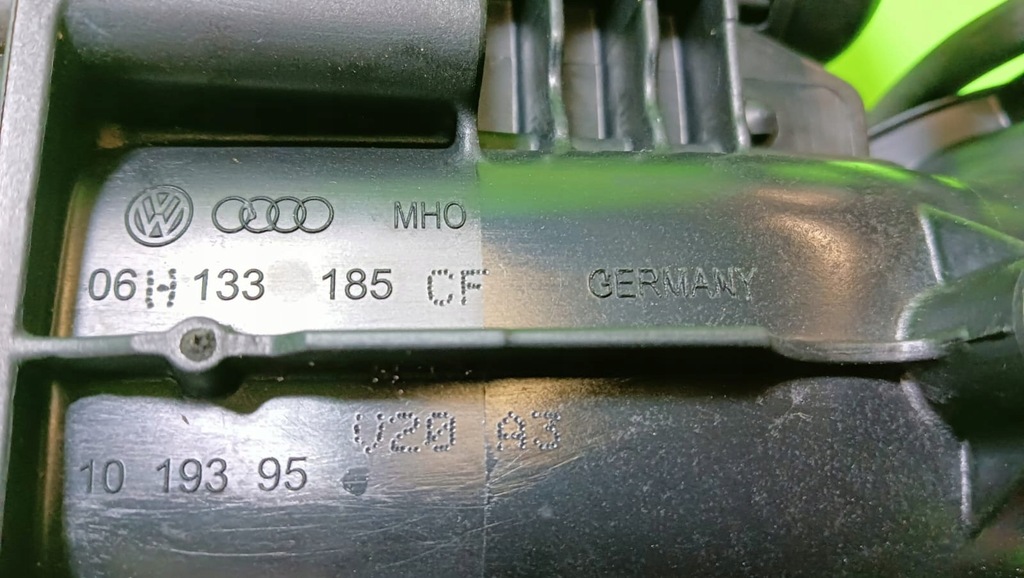 MHO
06H 133 185 CF GERMANY
V20 A3
10 193 95